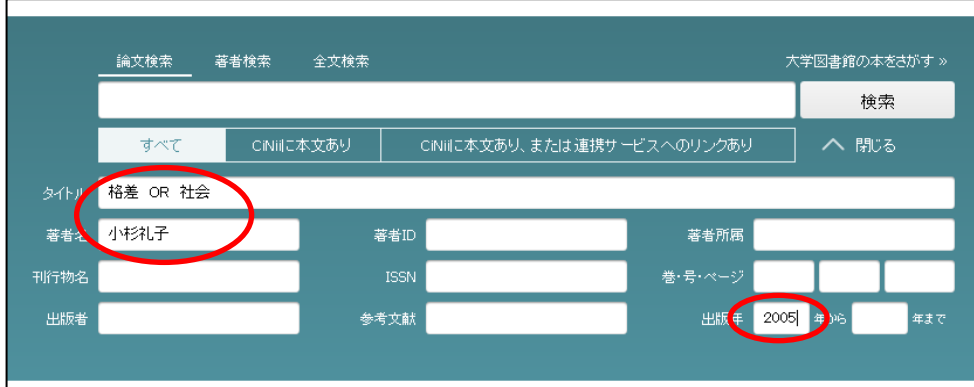 論文検索 著者検索 全文検索 大学図書館の本をさがす »
検索
すべて CiNiiに本文あり CiNiiに本文あり、または連携サービスへのリンクあり 閉じる
タイトル 格差 OR 社会
著者名 小杉礼子 著者ID 著者所属
刊行物名 ISSN 巻・号・ページ
出版者 参考文献 出版年 2005 年から 年まで